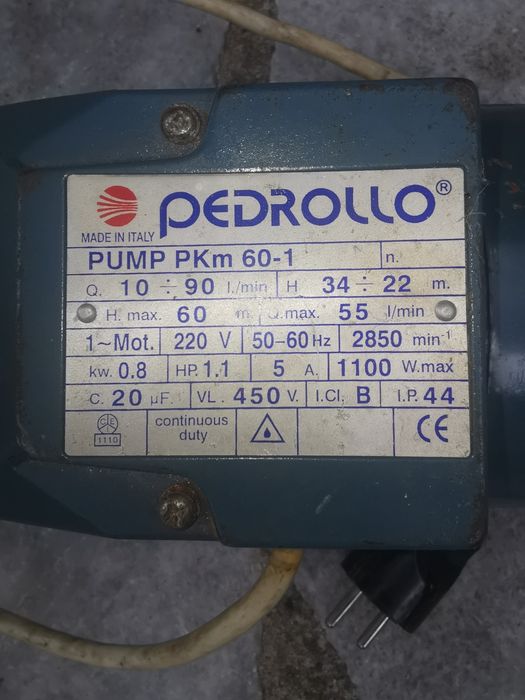 PEDROLLO®
MADE IN ITALY
PUMP PKm 60-1 n.
Q. 10 ÷ 90 l/min H 34 ÷ 22 m.
H. max. 60 m. Q.max. 55 l/min
1~Mot. 220 V 50-60 Hz 2850 min-1
kw. 0.8 HP. 1.1 5 A. 1100 W.max
C. 20 µF. VL. 450 V. I.Cl. B I.P. 44
1110 continuous duty CE